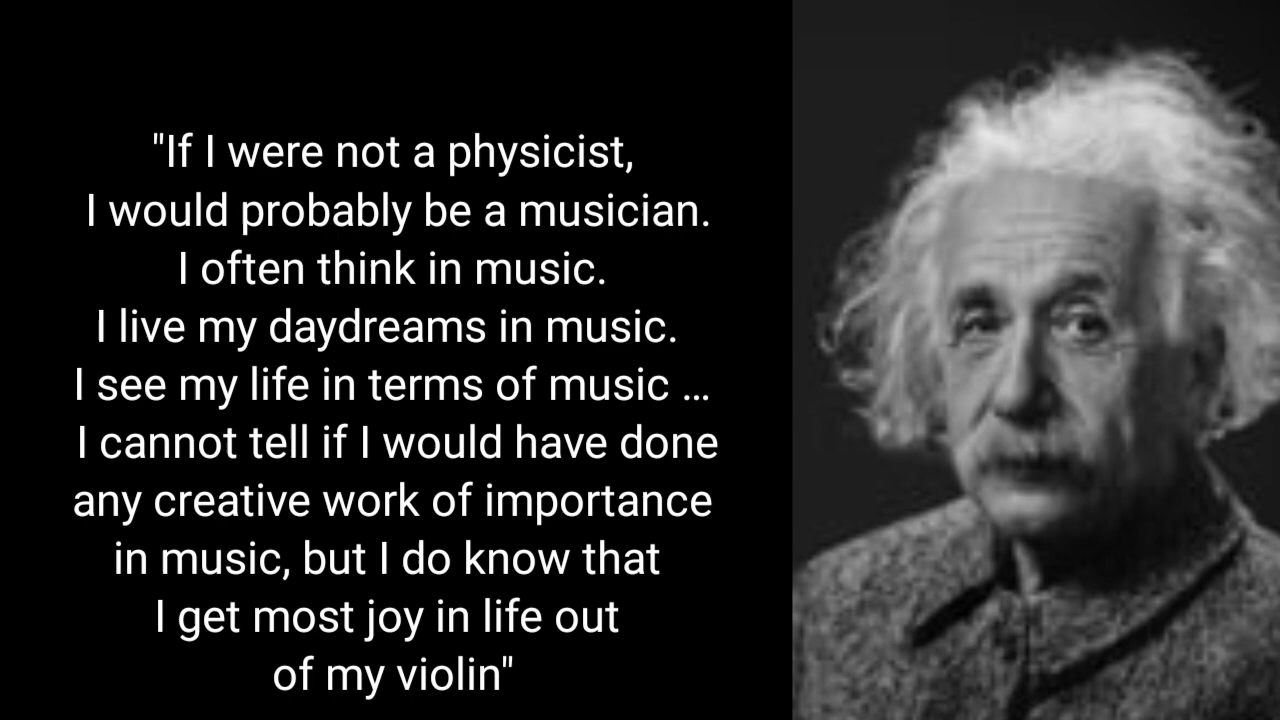 "If I were not a physicist,
I would probably be a musician.
I often think in music.
I live my daydreams in music.
I see my life in terms of music …
I cannot tell if I would have done
any creative work of importance
in music, but I do know that
I get most joy in life out
of my violin"